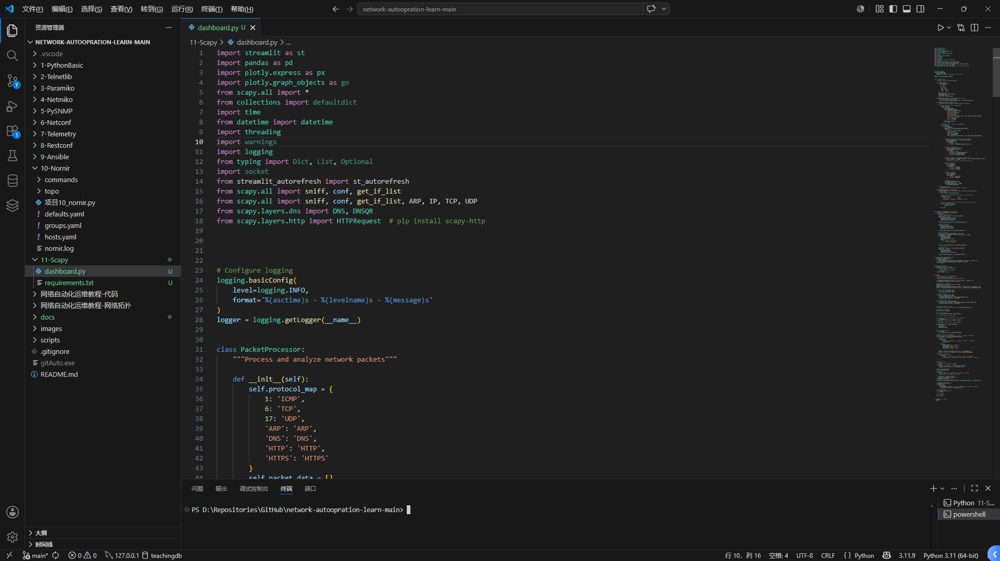 文件(F) 编辑(E) 选择(S) 查看(V) 转到(G) 运行(R) 终端(T) 帮助(H)
network-autoopration-learn-main
资源管理器
NETWORK-AUTOOPRATION-LEARN-MAIN
.vscode
1-PythonBasic
2-Telnetlib
3-Paramiko
4-Netmiko
5-PySNMP
6-Netconf
7-Telemetry
8-Restconf
9-Ansible
10-Nornir
commands
topo
项目10_nornir.py
! defaults.yaml
! groups.yaml
! hosts.yaml
nornir.log
11-Scapy
dashboard.py U
requirements.txt U
网络自动化运维教程-代码
网络自动化运维教程-网络拓扑
docs
images
scripts
.gitignore
gitAuto.exe
README.md
大纲
时间线
7
1
dashboard.py U
11-Scapy > dashboard.py > ...
1 import streamlit as st
2 import pandas as pd
3 import plotly.express as px
4 import plotly.graph_objects as go
5 from scapy.all import *
6 from collections import defaultdict
7 import time
8 from datetime import datetime
9 import threading
10 import warnings
11 import logging
12 from typing import Dict, List, Optional
13 import socket
14 from streamlit_autorefresh import st_autorefresh
15 from scapy.all import sniff, conf, get_if_list
16 from scapy.all import sniff, conf, get_if_list, ARP, IP, TCP, UDP
17 from scapy.layers.dns import DNS, DNSQR
18 from scapy.layers.http import HTTPRequest  # pip install scapy-http
19
20
21
22
23 # Configure logging
24 logging.basicConfig(
25     level=logging.INFO,
26     format='%(asctime)s - %(levelname)s - %(message)s'
27 )
28 logger = logging.getLogger(__name__)
29
30
31 class PacketProcessor:
32     """Process and analyze network packets"""
33
34     def __init__(self):
35         self.protocol_map = {
36             1: 'ICMP',
37             6: 'TCP',
38             17: 'UDP',
39             'ARP': 'ARP',
40             'DNS': 'DNS',
41             'HTTP': 'HTTP',
42             'HTTPS': 'HTTPS'
43         }
44         self.packet_data = []
问题 输出 调试控制台 终端 端口
PS D:\Repositories\GitHub\network-autoopration-learn-main>
Python 11-S...
powershell
main* 0 0 127.0.0.1 teachingdb
行 10，列 16 空格: 4 UTF-8 CRLF { } Python 3.11.9 Python 3.11 (64-bit)